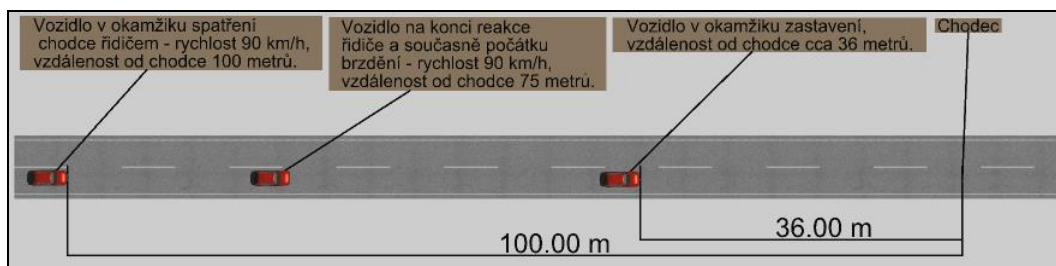 Vozidlo v okamžiku spatření
chodce řidičem - rychlost 90 km/h,
vzdálenost od chodce 100 metrů.
Vozidlo na konci reakce
řidiče a současně počátku
brzdění - rychlost 90 km/h,
vzdálenost od chodce 75 metrů.
Vozidlo v okamžiku zastavení,
vzdálenost od chodce cca 36 metrů.
Chodec
36.00 m
100.00 m